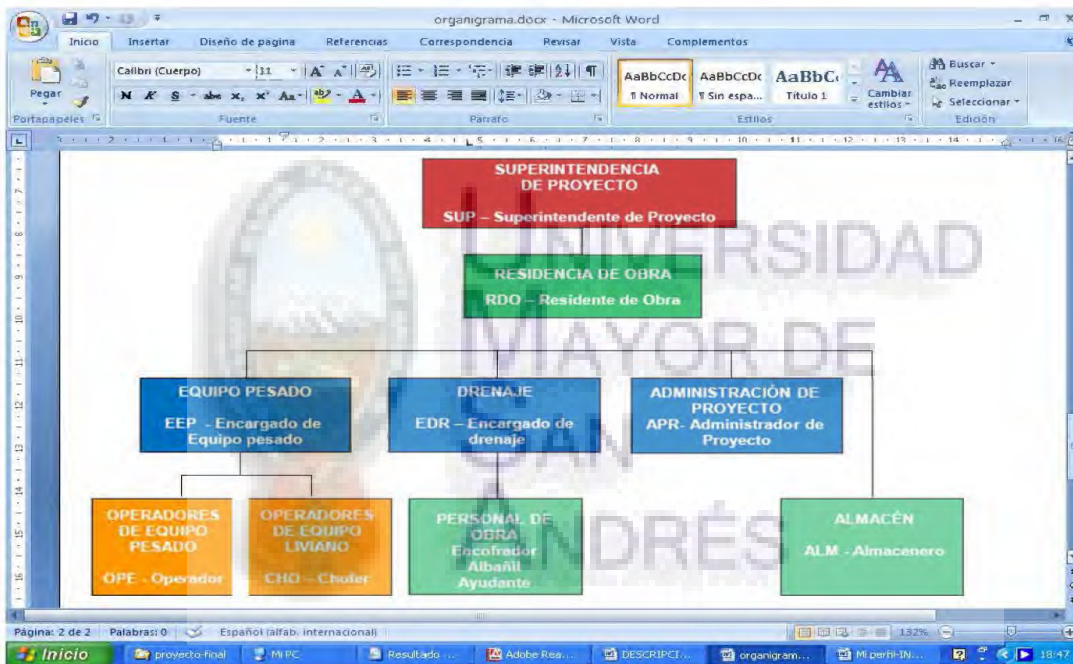 organigrama.docx - Microsoft Word
Inicio Insertar Diseño de pagina Referencias Correspondencia Revisar Vista Complementos
Calibri (Cuerpo) 11
Pegar
N K S abc x, x² Aa
AaBbCcDc AaBbCcDc AaBbC
¶ Normal ¶ Sin espa... Título 1
Cambiar estilos
Buscar
Reemplazar
Seleccionar
Portapapeles Fuente Párrafo Estilos Edición
SUPERINTENDENCIA
DE PROYECTO
SUP – Superintendente de Proyecto
RESIDENCIA DE OBRA
RDO – Residente de Obra
EQUIPO PESADO
EEP - Encargado de
Equipo pesado
DRENAJE
EDR – Encargado de
drenaje
ADMINISTRACIÓN DE
PROYECTO
APR- Administrador de
Proyecto
OPERADORES
DE EQUIPO
PESADO
OPE - Operador
OPERADORES
DE EQUIPO
LIVIANO
CHO – Chofer
PERSONAL DE
OBRA
Encofrador
Albañil
Ayudante
ALMACÉN
ALM - Almacenero
UNIVERSIDAD
MAYOR DE
SAN
ANDRÉS
Página: 2 de 2 Palabras: 0 Español (alfab. internacional) 132%
Inicio proyecto-final Mi PC Resultado ... Adobe Rea... DESCRIPCI... organigram... Mi perfil-IN... 18:47